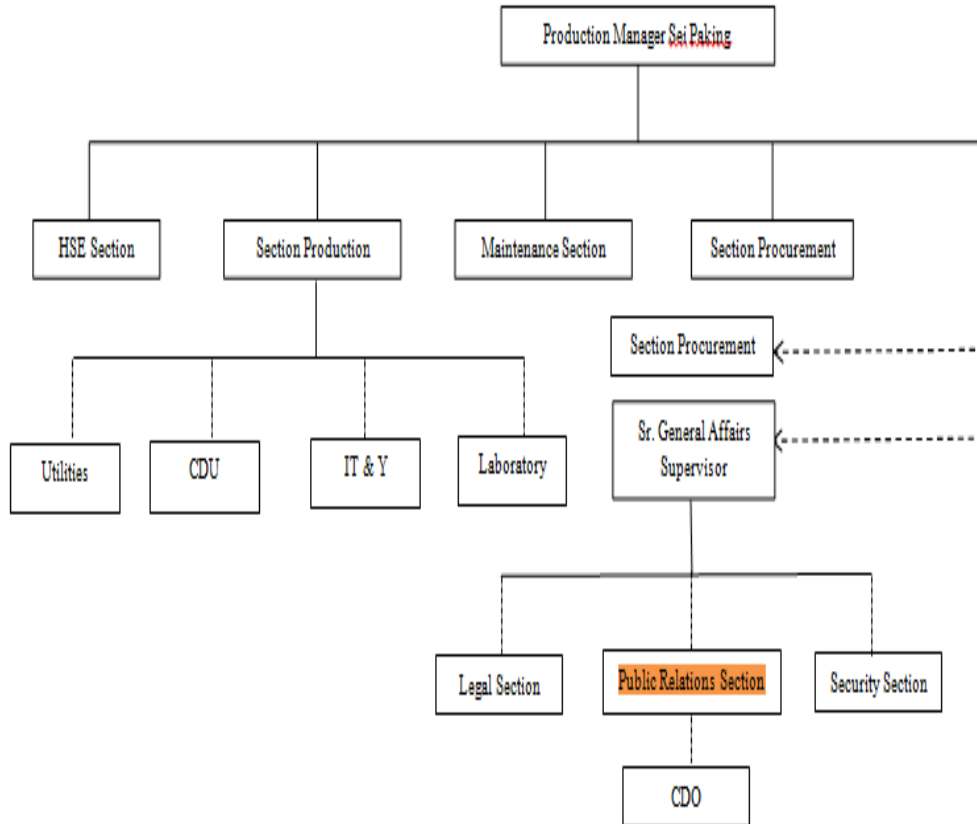 Production Manager Sei Paking
HSE Section
Section Production
Maintenance Section
Section Procurement
Section Procurement
Sr. General Affairs
Supervisor
Utilities
CDU
IT & Y
Laboratory
Legal Section
Public Relations Section
Security Section
CDO